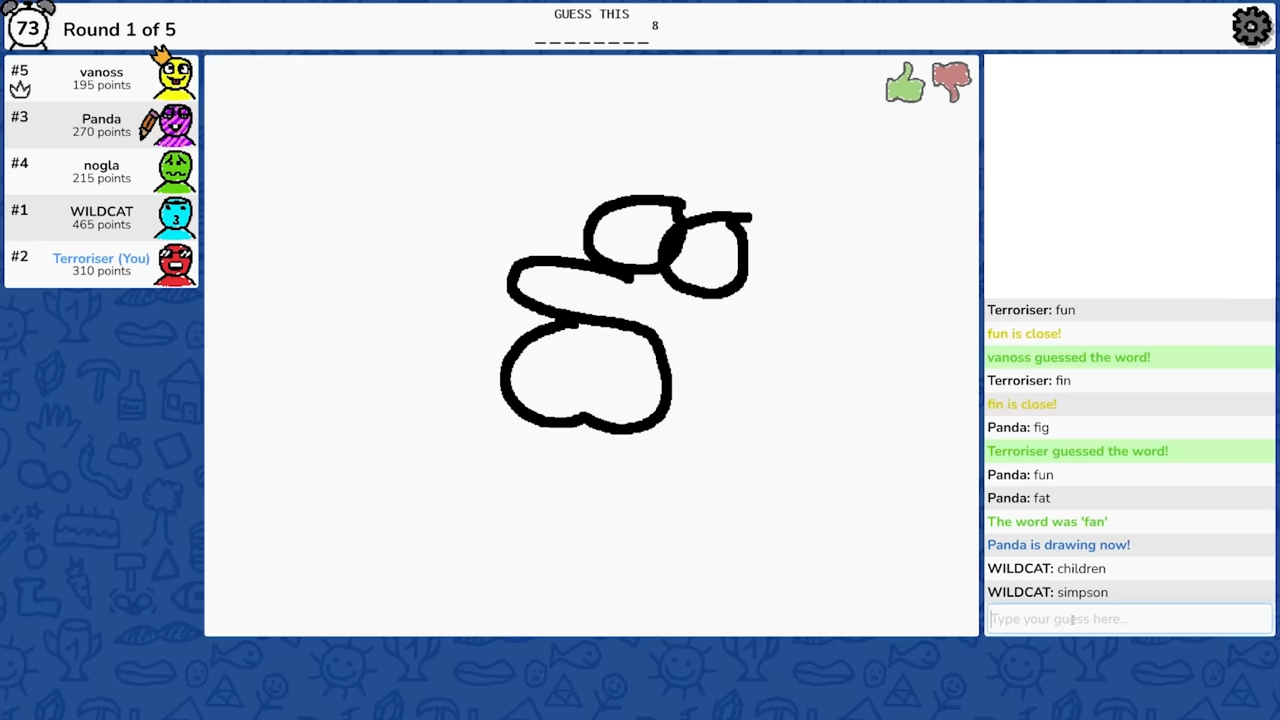 73
Round 1 of 5
GUESS THIS
________ 8
#5 vanoss
195 points
#3 Panda
270 points
#4 nogla
215 points
#1 WILDCAT
465 points
#2 Terroriser (You)
310 points
Terroriser: fun
fun is close!
vanoss guessed the word!
Terroriser: fin
fin is close!
Panda: fig
Terroriser guessed the word!
Panda: fun
Panda: fat
The word was 'fan'
Panda is drawing now!
WILDCAT: children
WILDCAT: simpson
Type your guess here...